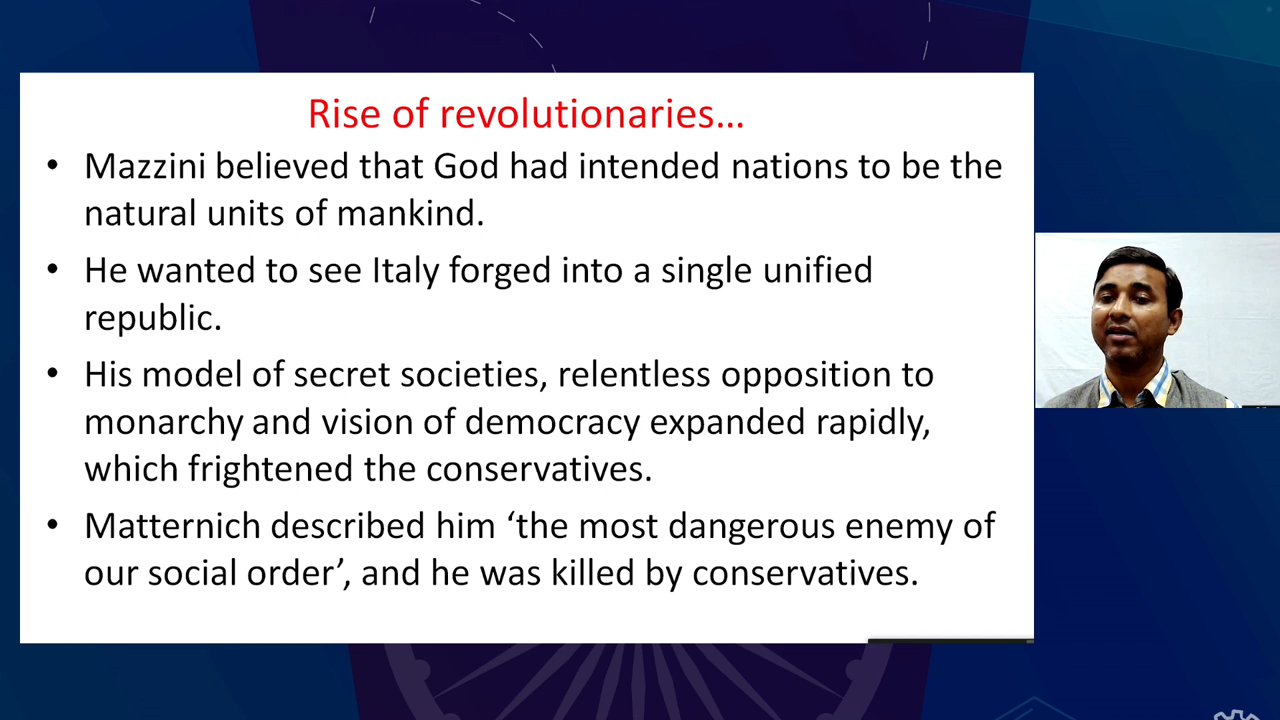 Rise of revolutionaries...
• Mazzini believed that God had intended nations to be the
natural units of mankind.
• He wanted to see Italy forged into a single unified
republic.
• His model of secret societies, relentless opposition to
monarchy and vision of democracy expanded rapidly,
which frightened the conservatives.
• Matternich described him ‘the most dangerous enemy of
our social order’, and he was killed by conservatives.